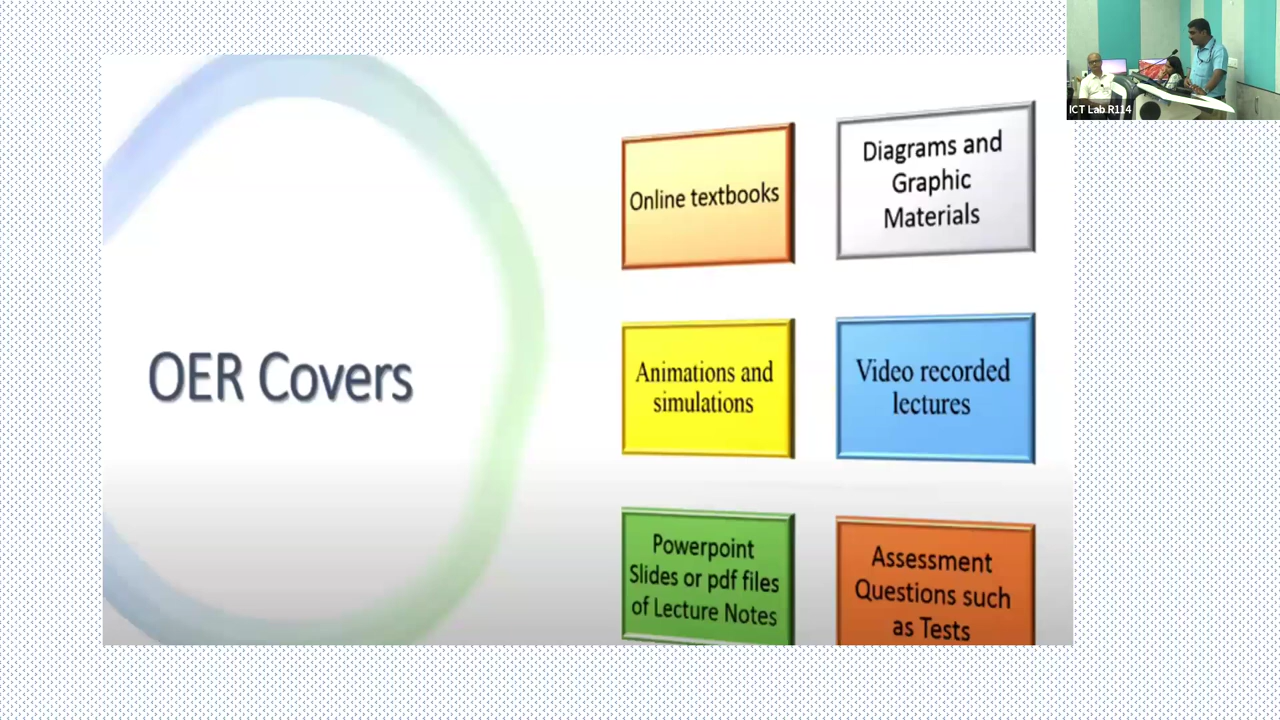 OER Covers
Online textbooks
Diagrams and
Graphic
Materials
Animations and
simulations
Video recorded
lectures
Powerpoint
Slides or pdf files
of Lecture Notes
Assessment
Questions such
as Tests
ICT Lab R114